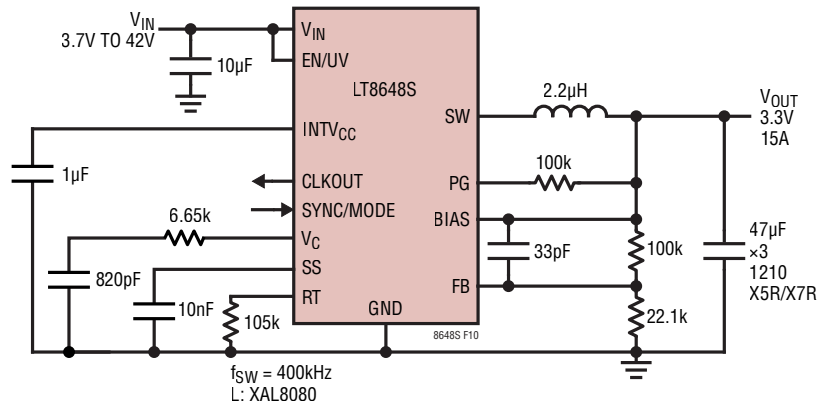 VIN
3.7V TO 42V
10µF
1µF
6.65k
820pF
10nF
105k
fSW = 400kHz
L: XAL8080
VIN
EN/UV
LT8648S
INTVCC
CLKOUT
SYNC/MODE
VC
SS
RT
GND
SW
PG
BIAS
FB
8648S F10
2.2µH
100k
33pF
100k
22.1k
VOUT
3.3V
15A
47µF
×3
1210
X5R/X7R